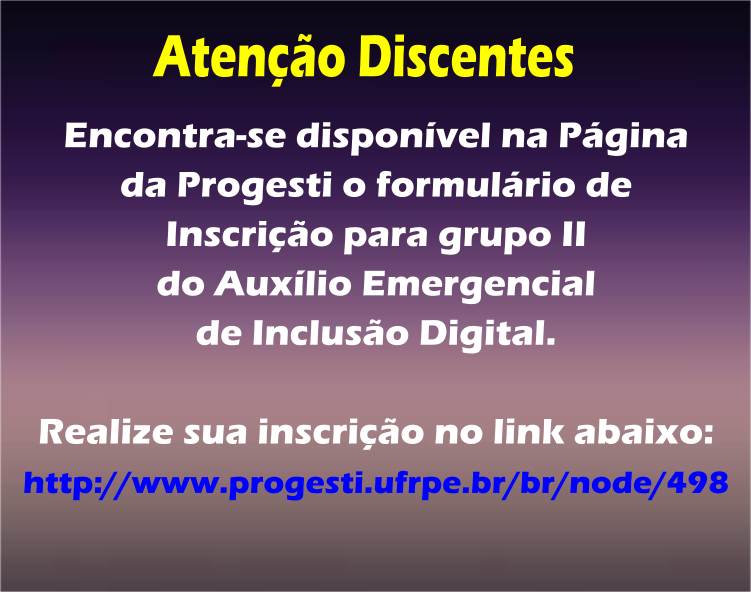 Atenção Discentes
Encontra-se disponível na Página
da Progesti o formulário de
Inscrição para grupo II
do Auxílio Emergencial
de Inclusão Digital.
Realize sua inscrição no link abaixo:
http://www.progesti.ufrpe.br/br/node/498